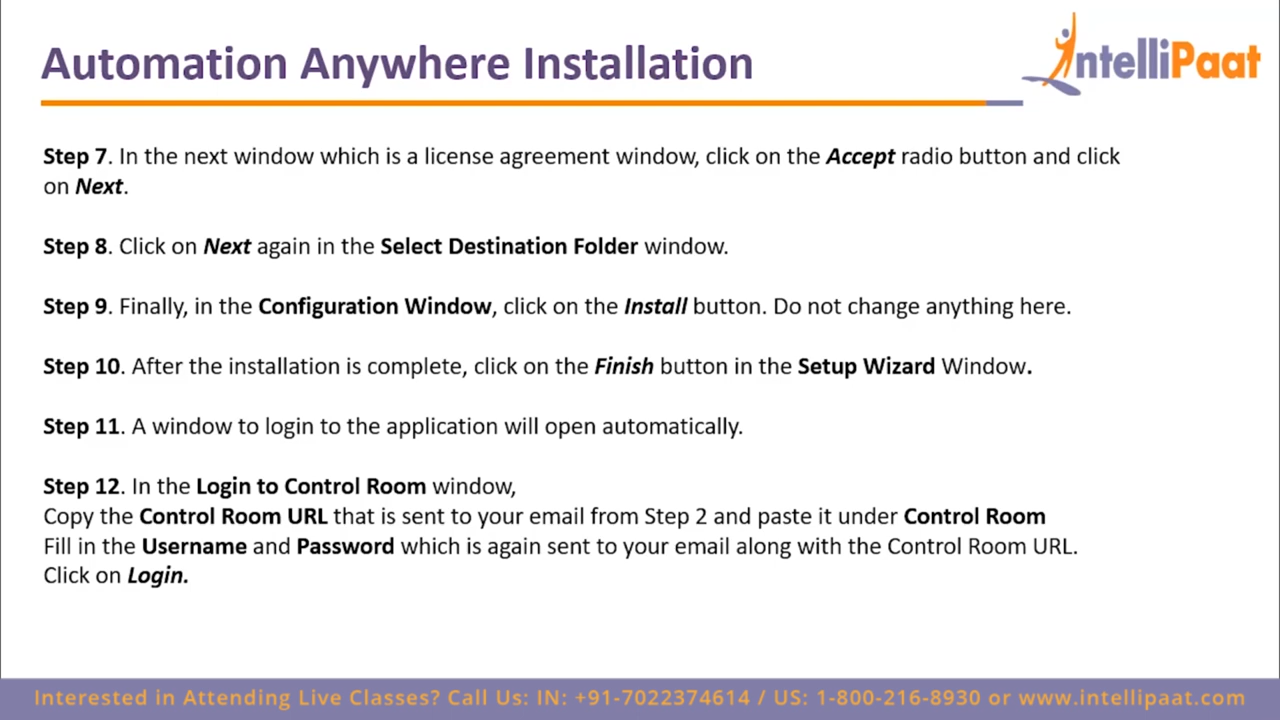 Automation Anywhere Installation
IntelliPaat
Step 7. In the next window which is a license agreement window, click on the Accept radio button and click
on Next.
Step 8. Click on Next again in the Select Destination Folder window.
Step 9. Finally, in the Configuration Window, click on the Install button. Do not change anything here.
Step 10. After the installation is complete, click on the Finish button in the Setup Wizard Window.
Step 11. A window to login to the application will open automatically.
Step 12. In the Login to Control Room window,
Copy the Control Room URL that is sent to your email from Step 2 and paste it under Control Room
Fill in the Username and Password which is again sent to your email along with the Control Room URL.
Click on Login.
Interested in Attending Live Classes? Call Us: IN: +91-7022374614 / US: 1-800-216-8930 or www.intellipaat.com